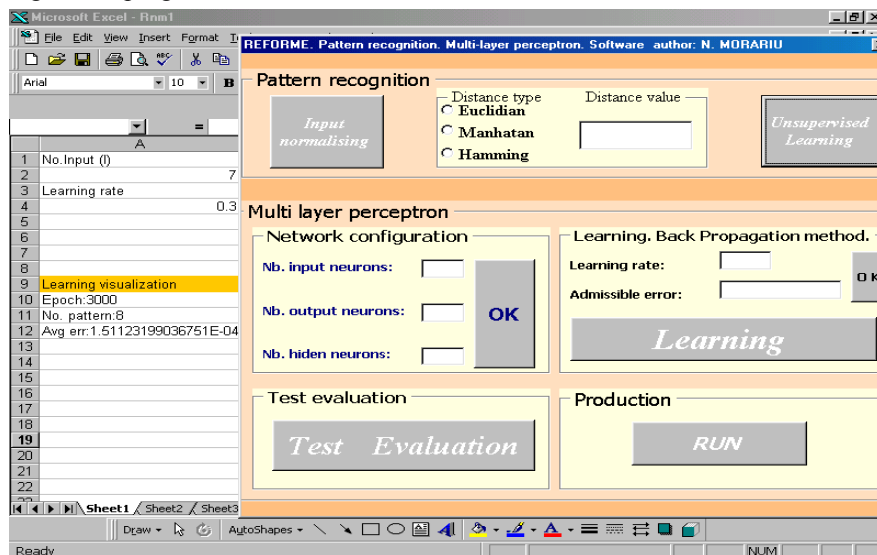 Microsoft Excel - Rnm1
File Edit View Insert Format
REFORME. Pattern recognition. Multi-layer perceptron. Software author: N. MORARIU
Arial 10 B
=
A
1 No.Input (I)
2 7
3 Learning rate
4 0.3
5
6
7
8
9 Learning visualization
10 Epoch:3000
11 No. pattern:8
12 Avg err:1.51123199036751E-04
13
14
15
16
17
18
19
20
21
22
Pattern recognition
Input
normalising
Distance type
Euclidian
Manhatan
Hamming
Distance value
Unsupervised
Learning
Multi layer perceptron
Network configuration
Nb. input neurons:
Nb. output neurons:
Nb. hiden neurons:
OK
Learning. Back Propagation method.
Learning rate:
Admissible error:
OK
Learning
Test evaluation
Test Evaluation
Production
RUN
Sheet1 Sheet2 Sheet3
Draw AutoShapes
Ready NUM